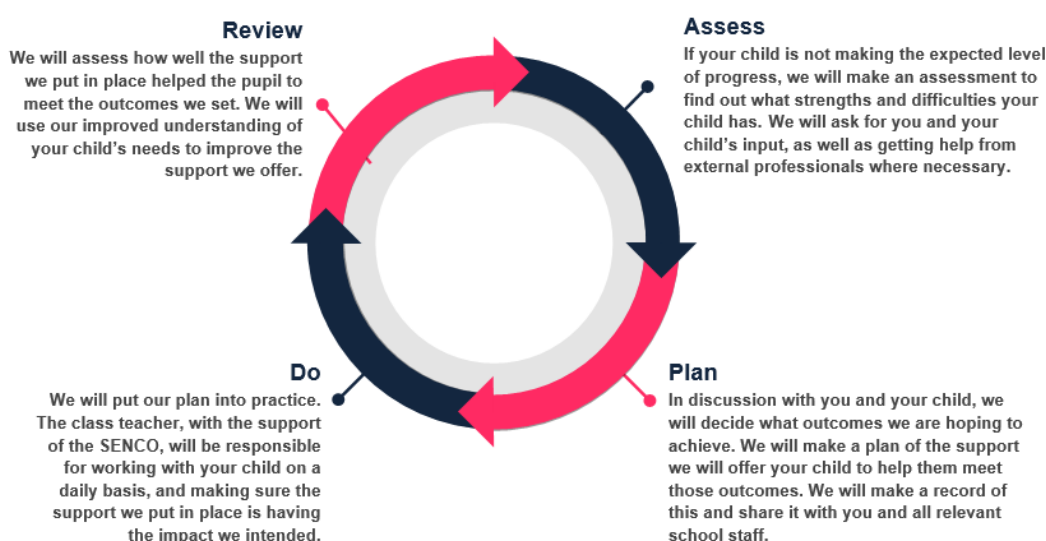 Review
We will assess how well the support
we put in place helped the pupil to
meet the outcomes we set. We will
use our improved understanding of
your child's needs to improve the
support we offer.
Assess
If your child is not making the expected level
of progress, we will make an assessment to
find out what strengths and difficulties your
child has. We will ask for you and your
child's input, as well as getting help from
external professionals where necessary.
Do
We will put our plan into practice.
The class teacher, with the support
of the SENCO, will be responsible
for working with your child on a
daily basis, and making sure the
support we put in place is having
the impact we intended.
Plan
In discussion with you and your child, we
will decide what outcomes we are hoping to
achieve. We will make a plan of the support
we will offer your child to help them meet
those outcomes. We will make a record of
this and share it with you and all relevant
school staff.